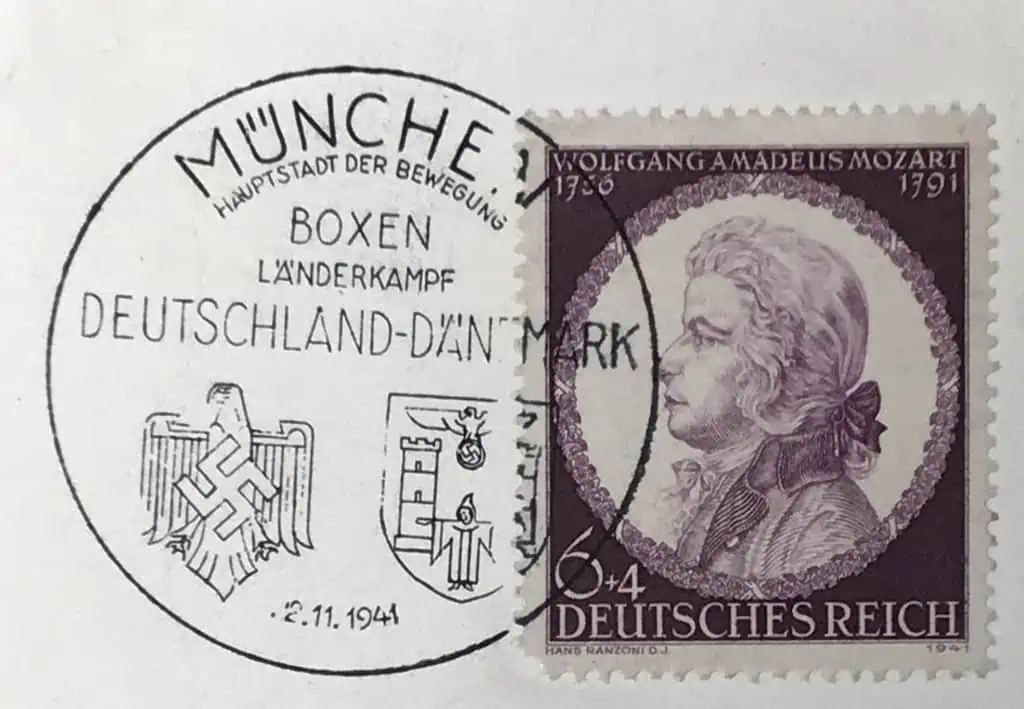 MÜNCHEN
HAUPTSTADT DER BEWEGUNG
BOXEN
LÄNDERKAMPF
DEUTSCHLAND-DÄNEMARK
2.11.1941
WOLFGANG AMADEUS MOZART
1756 1791
6+4
DEUTSCHES REICH
HANS RANZONI D.J. 1941